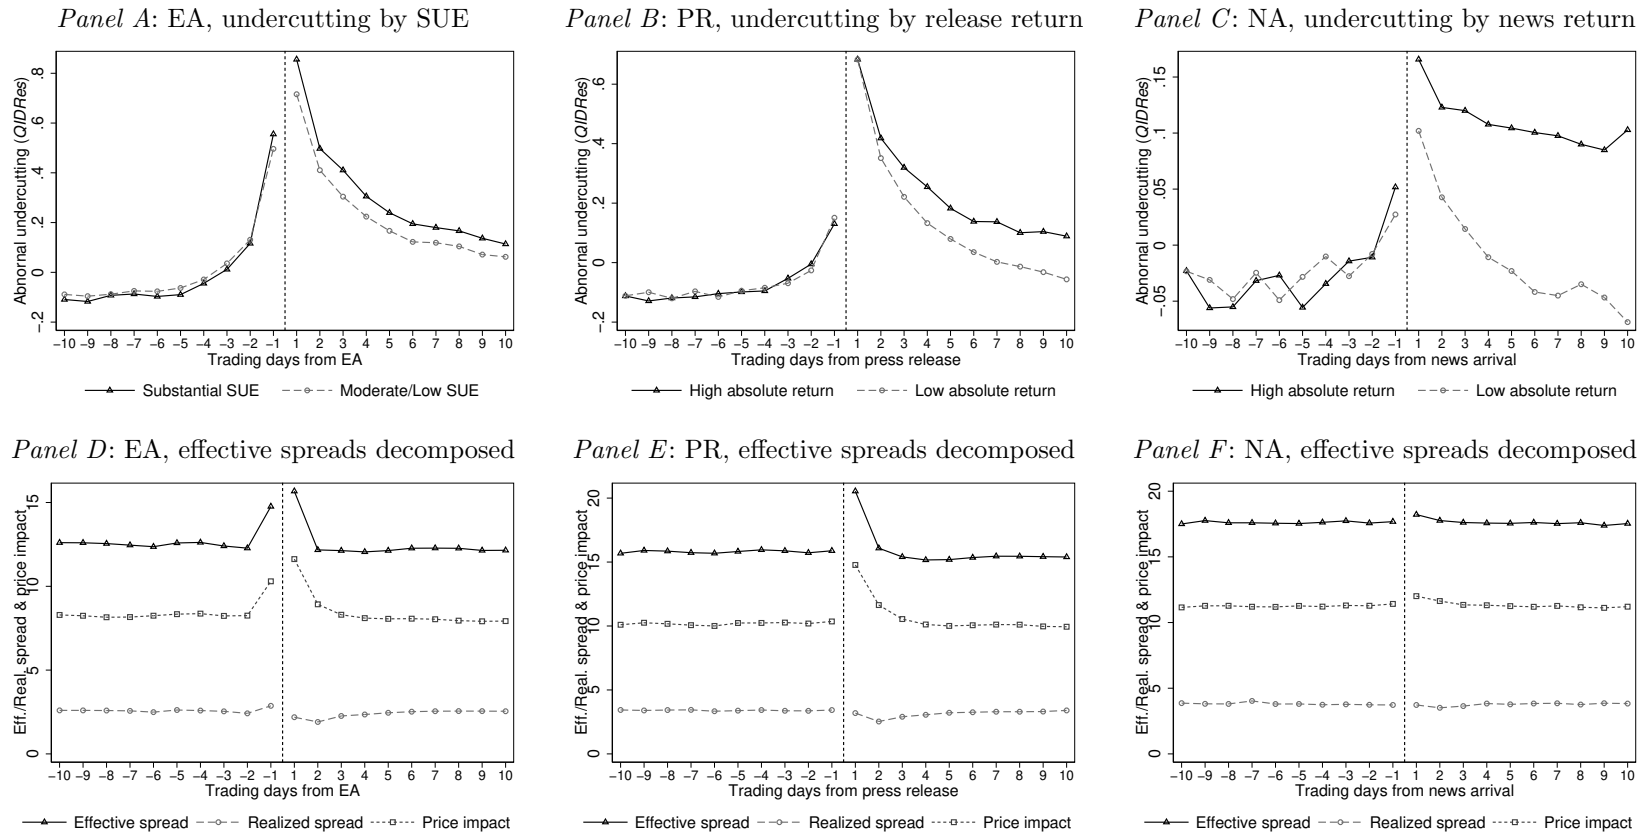 Panel A: EA, undercutting by SUE
Abnornal undercutting (QIDRes)
.8
.6
.4
.2
0
-.2
-10 -9 -8 -7 -6 -5 -4 -3 -2 -1 1 2 3 4 5 6 7 8 9 10
Trading days from EA
Substantial SUE Moderate/Low SUE
Panel B: PR, undercutting by release return
Abnornal undercutting (QIDRes)
.6
.4
.2
0
-.2
-10 -9 -8 -7 -6 -5 -4 -3 -2 -1 1 2 3 4 5 6 7 8 9 10
Trading days from press release
High absolute return Low absolute return
Panel C: NA, undercutting by news return
Abnornal undercutting (QIDRes)
.15
.1
.05
0
-.05
-10 -9 -8 -7 -6 -5 -4 -3 -2 -1 1 2 3 4 5 6 7 8 9 10
Trading days from news arrival
High absolute return Low absolute return
Panel D: EA, effective spreads decomposed
Eff./Real. spread & price impact
15
10
5
0
-10 -9 -8 -7 -6 -5 -4 -3 -2 -1 1 2 3 4 5 6 7 8 9 10
Trading days from EA
Effective spread Realized spread Price impact
Panel E: PR, effective spreads decomposed
Eff./Real. spread & price impact
20
15
10
5
0
-10 -9 -8 -7 -6 -5 -4 -3 -2 -1 1 2 3 4 5 6 7 8 9 10
Trading days from press release
Effective spread Realized spread Price impact
Panel F: NA, effective spreads decomposed
Eff./Real. spread & price impact
20
15
10
5
0
-10 -9 -8 -7 -6 -5 -4 -3 -2 -1 1 2 3 4 5 6 7 8 9 10
Trading days from news arrival
Effective spread Realized spread Price impact